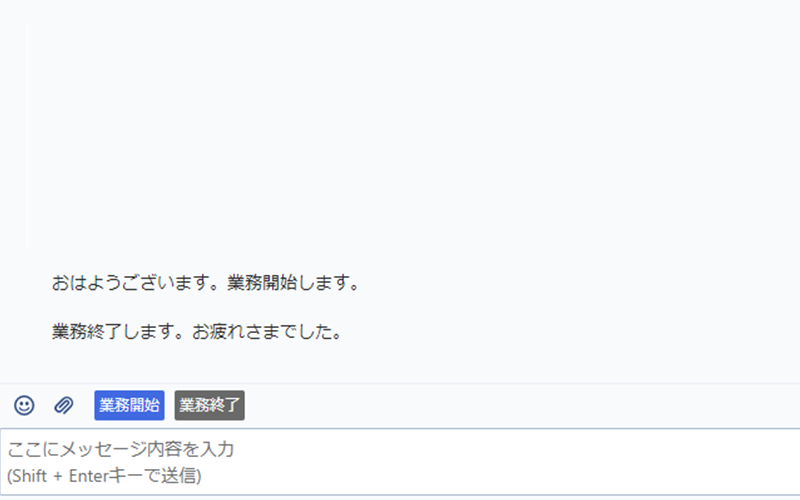 おはようございます。業務開始します。
業務終了します。お疲れさまでした。
業務開始 業務終了
ここにメッセージ内容を入力
(Shift + Enterキーで送信)